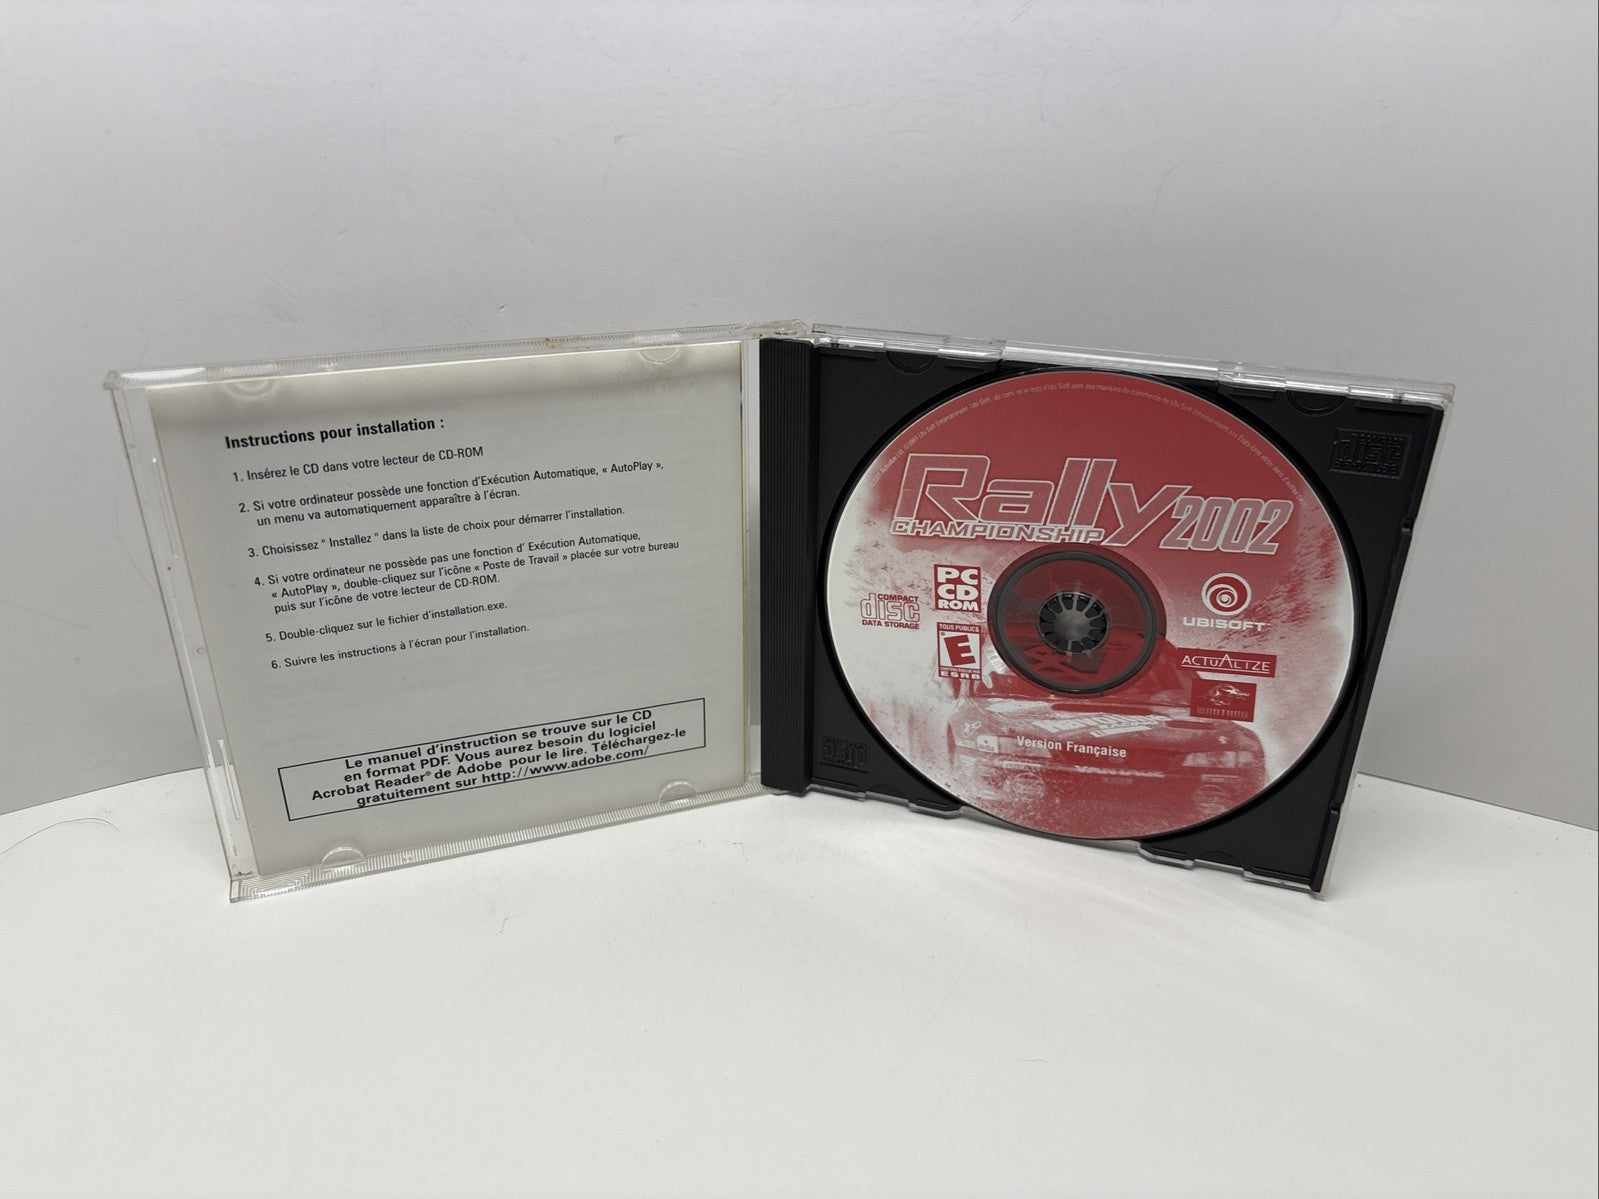 Instructions pour installation :
1. Insérez le CD dans votre lecteur de CD-ROM
2. Si votre ordinateur possède une fonction d'Exécution Automatique, « AutoPlay »,
un menu va automatiquement apparaître à l'écran.
3. Choisissez " Installez " dans la liste de choix pour démarrer l'installation.
4. Si votre ordinateur ne possède pas une fonction d' Exécution Automatique,
« AutoPlay », double-cliquez sur l'icône « Poste de Travail » placée sur votre bureau
puis sur l'icône de votre lecteur de CD-ROM.
5. Double-cliquez sur le fichier d'installation.exe.
6. Suivre les instructions à l'écran pour l'installation.
Le manuel d'instruction se trouve sur le CD
en format PDF. Vous aurez besoin du logiciel
Acrobat Reader® de Adobe pour le lire. Téléchargez-le
gratuitement sur http://www.adobe.com/
Rally 2002
CHAMPIONSHIP
PC
CD
ROM
COMPACT
disc
DATA STORAGE
TOUS PUBLICS
E
CONTENU ÉVALUÉ PAR
ESRB
UBISOFT
ACTUALIZE
WARTHOG
Version Française
COMPACT
disc